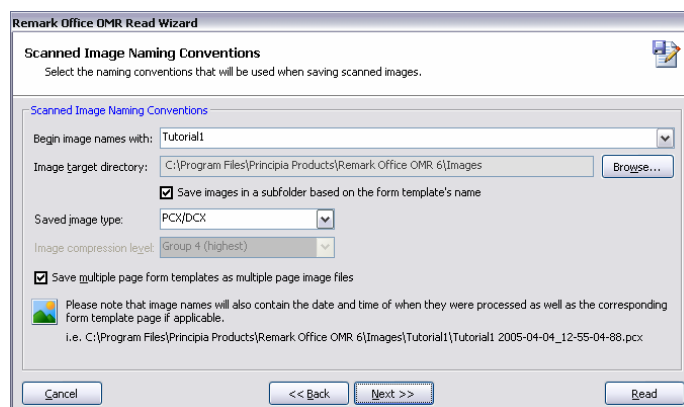 Remark Office OMR Read Wizard
Scanned Image Naming Conventions
Select the naming conventions that will be used when saving scanned images.
Scanned Image Naming Conventions
Begin image names with: Tutorial1
Image target directory: C:\Program Files\Principia Products\Remark Office OMR 6\Images Browse...
Save images in a subfolder based on the form template's name
Saved image type: PCX/DCX
Image compression level: Group 4 (highest)
Save multiple page form templates as multiple page image files
Please note that image names will also contain the date and time of when they were processed as well as the corresponding
form template page if applicable.
i.e. C:\Program Files\Principia Products\Remark Office OMR 6\Images\Tutorial1\Tutorial1 2005-04-04_12-55-04-88.pcx
Cancel << Back Next >> Read